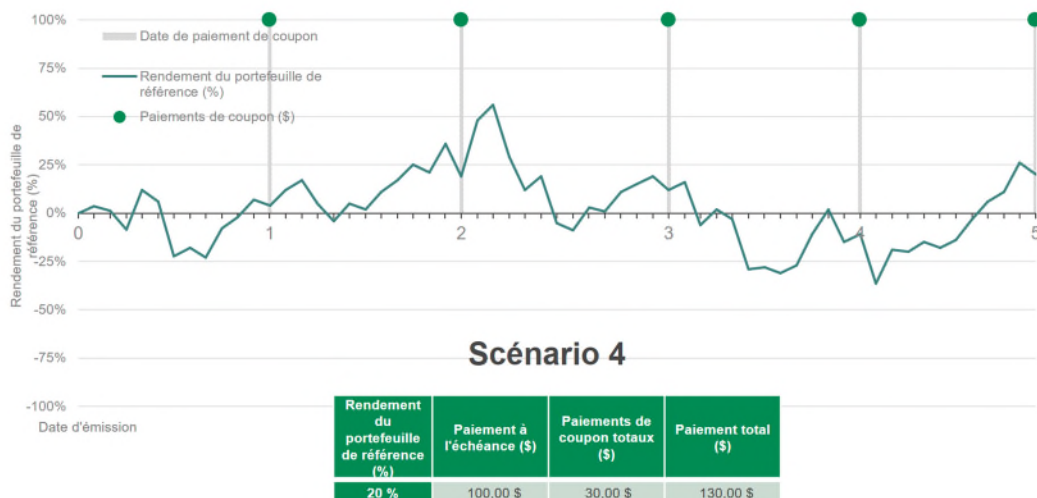 100%
Date de paiement de coupon
75%
Rendement du portefeuille de
référence (%)
50%
Paiements de coupon ($)
25%
0%
-25%
-50%
-75%
-100%
Rendement du portefeuille de
référence (%)
0
1
2
3
4
5
Date d'émission
Scénario 4
Rendement
du
portefeuille
de référence
(%)
Paiement à
l'échéance ($)
Paiements de
coupon totaux
($)
Paiement total
($)
20 %
100,00 $
30,00 $
130,00 $